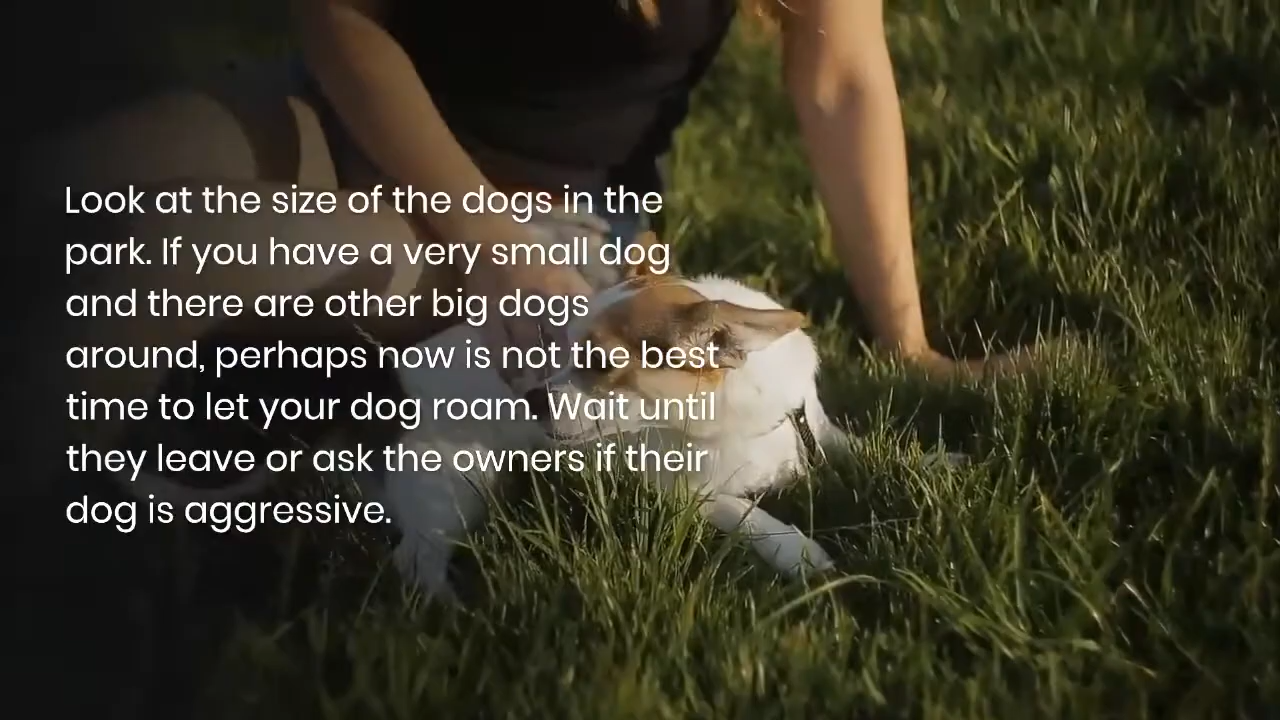 Look at the size of the dogs in the
park. If you have a very small dog
and there are other big dogs
around, perhaps now is not the best
time to let your dog roam. Wait until
they leave or ask the owners if their
dog is aggressive.